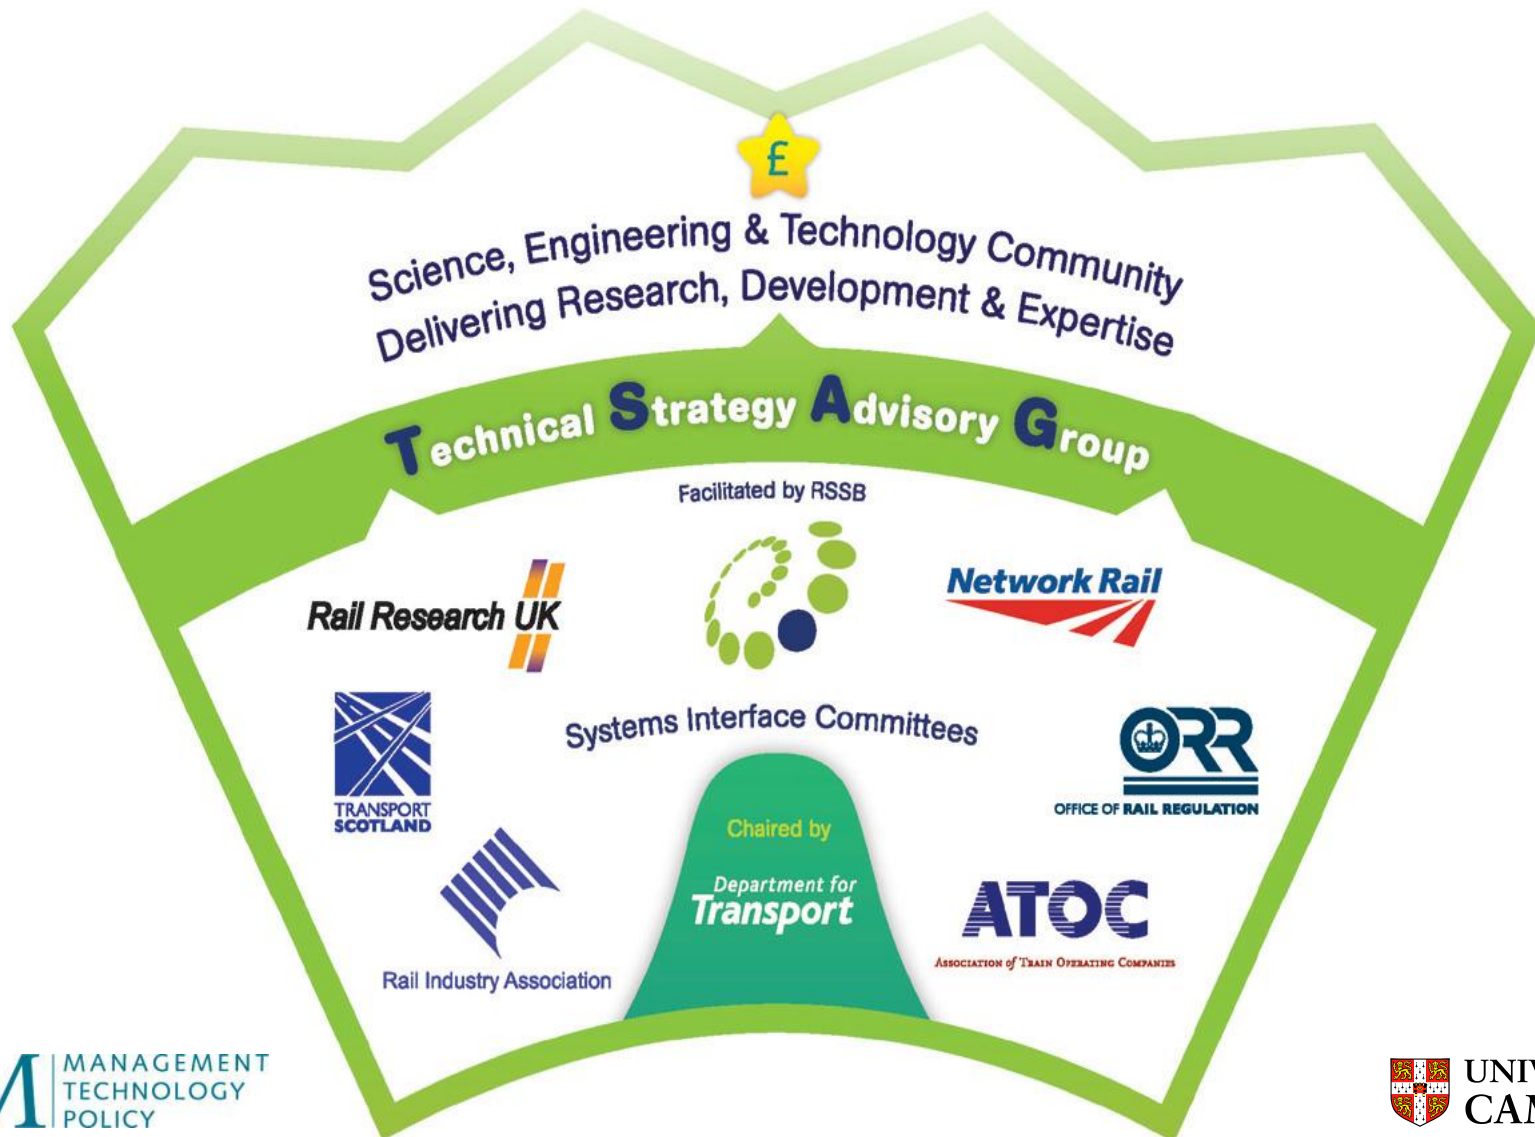 £
Science, Engineering & Technology Community
Delivering Research, Development & Expertise
Technical Strategy Advisory Group
Facilitated by RSSB
Rail Research UK
Network Rail
TRANSPORT
SCOTLAND
Systems Interface Committees
ORR
OFFICE OF RAIL REGULATION
Chaired by
Department for
Transport
Rail Industry Association
ATOC
ASSOCIATION of TRAIN OPERATING COMPANIES
MANAGEMENT
TECHNOLOGY
POLICY